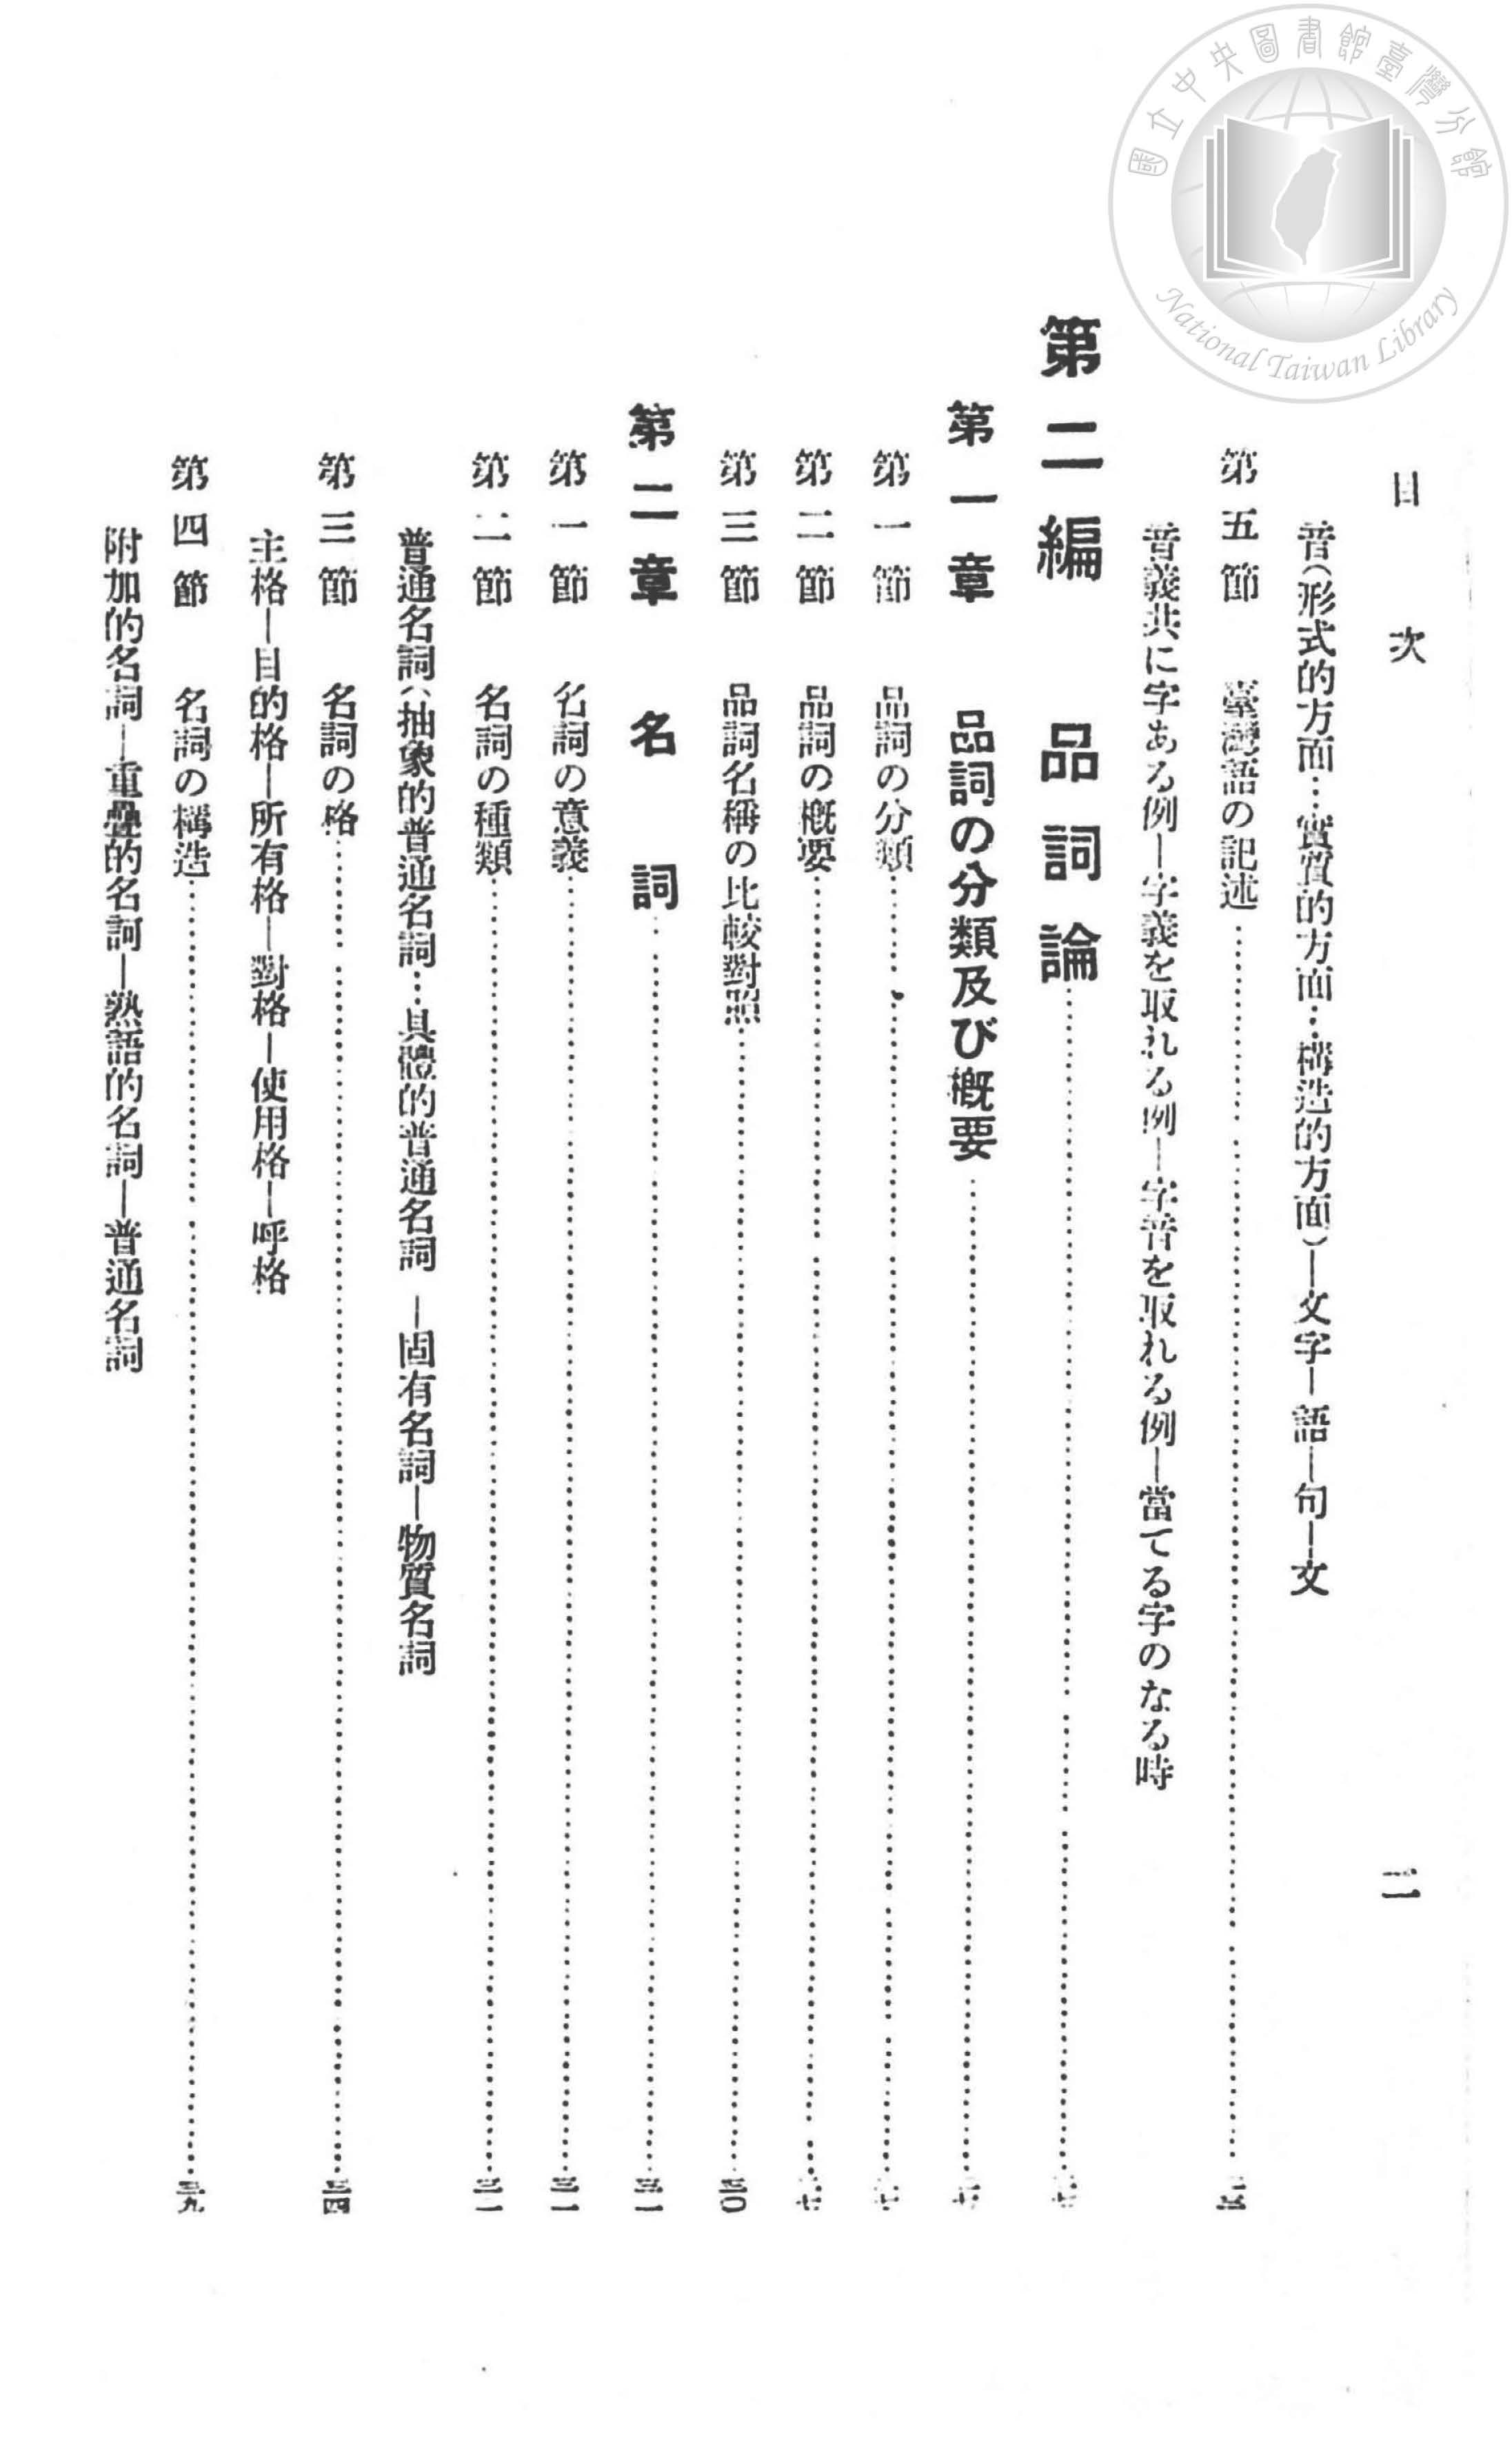 國立中央圖書館臺灣分館
National Taiwan Library
目次 二
音(形式的方面…實質的方面…構造的方面)—文字—語—句—文
第五節 臺灣語の記述……二五
音義共に字ある例—字義を取れる例—字音を取れる例—當てる字のなる時
第二編 品詞論……
第一章 品詞の分類及び概要……
第一節 品詞の分類……
第二節 品詞の概要……
第三節 品詞名稱の比較對照……三〇
第二章 名詞……三一
第一節 名詞の意義……三一
第二節 名詞の種類……三二
普通名詞(抽象的普通名詞…具體的普通名詞—固有名詞—物質名詞
第三節 名詞の格……三四
主格—目的格—所有格—對格—使用格—呼格
第四節 名詞の構造……三九
附加的名詞—重疊的名詞—熟語的名詞—普通名詞